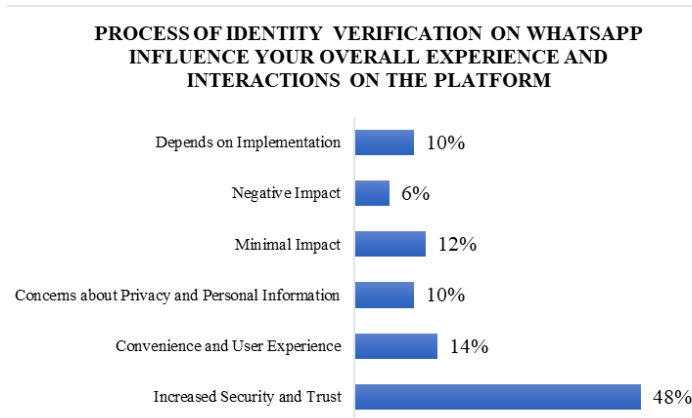 PROCESS OF IDENTITY VERIFICATION ON WHATSAPP
INFLUENCE YOUR OVERALL EXPERIENCE AND
INTERACTIONS ON THE PLATFORM
Depends on Implementation 10%
Negative Impact 6%
Minimal Impact 12%
Concerns about Privacy and Personal Information 10%
Convenience and User Experience 14%
Increased Security and Trust 48%